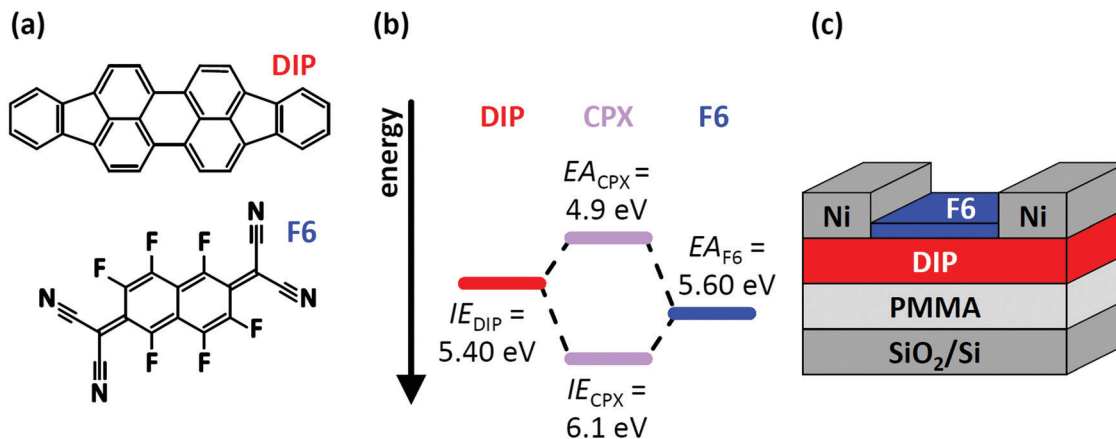 (a)
DIP
N
N
F6
F
F
F
N
N
F
F
F
(b)
energy
DIP
CPX
F6
EA_CPX =
4.9 eV
EA_F6 =
5.60 eV
IE_DIP =
5.40 eV
IE_CPX =
6.1 eV
(c)
Ni
F6
Ni
DIP
PMMA
SiO₂/Si